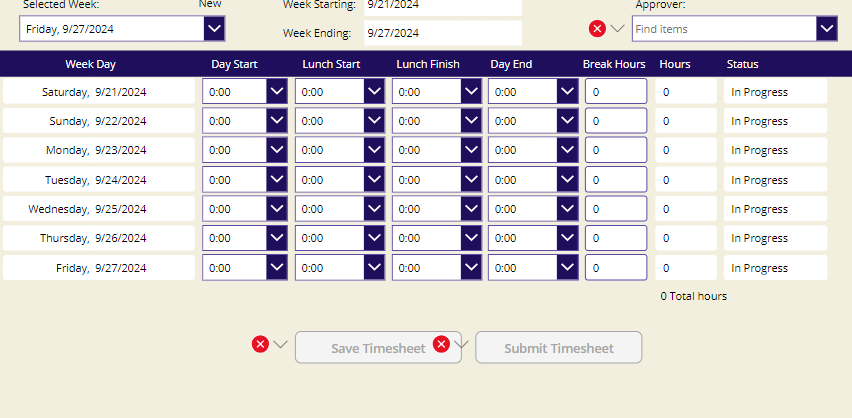 Selected Week: New Week Starting: 9/21/2024 Approver:
Friday, 9/27/2024 Week Ending: 9/27/2024 Find items
Week Day Day Start Lunch Start Lunch Finish Day End Break Hours Hours Status
Saturday, 9/21/2024 0:00 0:00 0:00 0:00 0 0 In Progress
Sunday, 9/22/2024 0:00 0:00 0:00 0:00 0 0 In Progress
Monday, 9/23/2024 0:00 0:00 0:00 0:00 0 0 In Progress
Tuesday, 9/24/2024 0:00 0:00 0:00 0:00 0 0 In Progress
Wednesday, 9/25/2024 0:00 0:00 0:00 0:00 0 0 In Progress
Thursday, 9/26/2024 0:00 0:00 0:00 0:00 0 0 In Progress
Friday, 9/27/2024 0:00 0:00 0:00 0:00 0 0 In Progress
0 Total hours
Save Timesheet Submit Timesheet